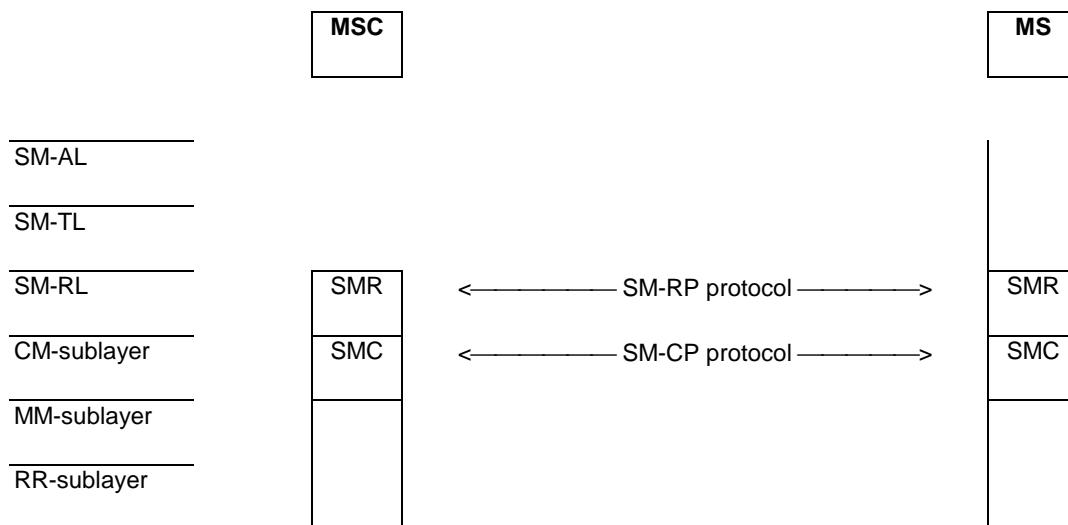 MSC MS
SM-AL
SM-TL
SM-RL SMR <—————— SM-RP protocol —————> SMR
CM-sublayer SMC <—————— SM-CP protocol —————> SMC
MM-sublayer
RR-sublayer